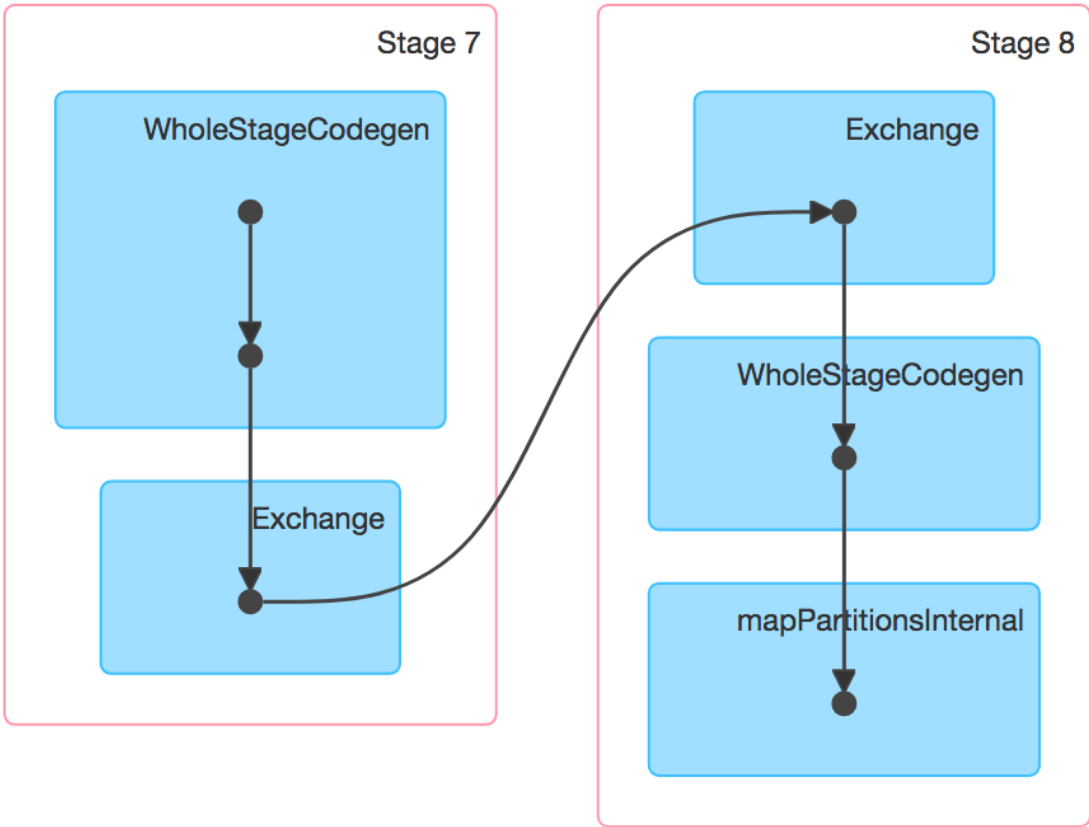 Stage 7
WholeStageCodegen
Exchange
Stage 8
Exchange
WholeStageCodegen
mapPartitionsInternal